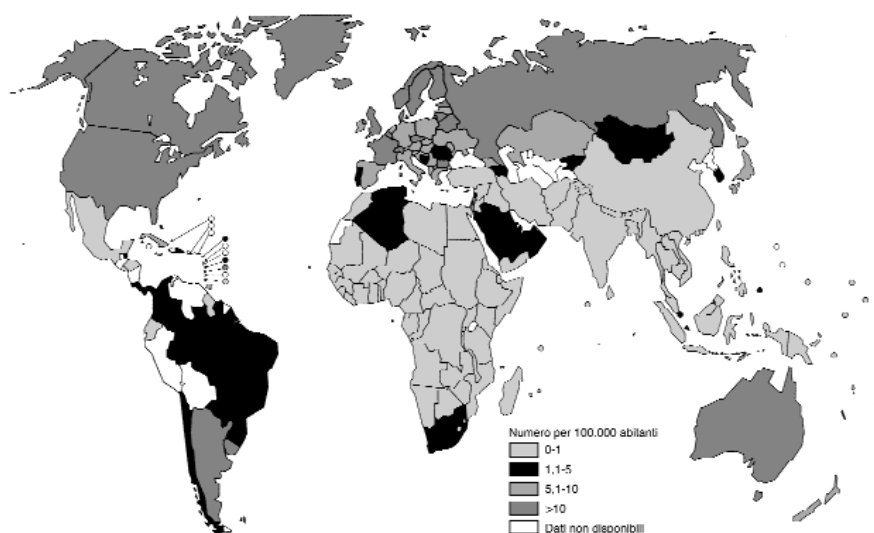 Numero per 100.000 abitanti
0-1
1,1-5
5,1-10
>10
Dati non disponibili